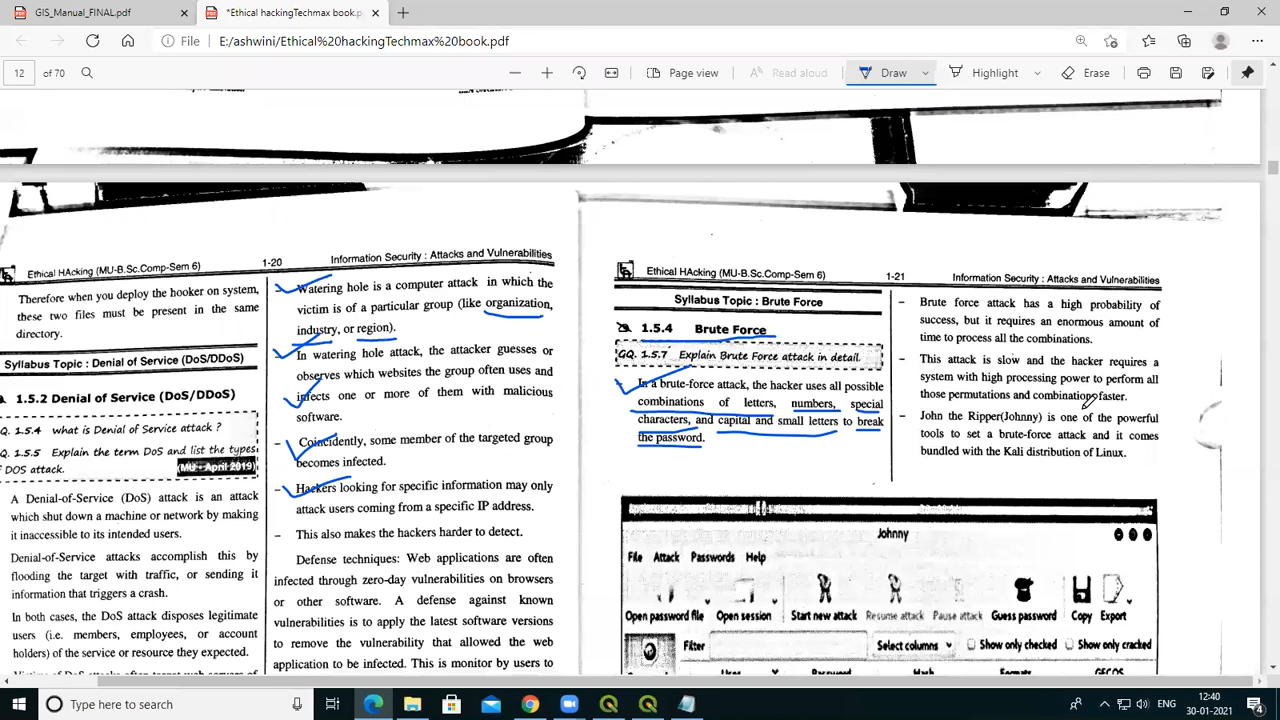 GIS_Manual_FINAL.pdf
*Ethical hackingTechmax book.pdf
File
E:/ashwini/Ethical%20hackingTechmax%20book.pdf
12
of 70
Page view
Read aloud
Draw
Highlight
Erase
Ethical HAcking (MU-B.Sc.Comp-Sem 6)
1-20
Information Security : Attacks and Vulnerabilities
Therefore when you deploy the hooker on system,
these two files must be present in the same
directory.
Syllabus Topic : Denial of Service (DoS/DDoS)
1.5.2 Denial of Service (DoS/DDoS)
Q. 1.5.4 what is Denial of Service attack ?
Q. 1.5.5 Explain the term DoS and list the types
DOS attack.
(MU - April 2019)
A Denial-of-Service (DoS) attack is an attack
which shut down a machine or network by making
it inaccessible to its intended users.
Denial-of-Service attacks accomplish this by
flooding the target with traffic, or sending it
information that triggers a crash.
In both cases, the DoS attack disposes legitimate
users (i.e. members, employees, or account
holders) of the service or resource they expected.
– Watering hole is a computer attack in which the
victim is of a particular group (like organization,
industry, or region).
– In watering hole attack, the attacker guesses or
observes which websites the group often uses and
infects one or more of them with malicious
software.
– Coincidently, some member of the targeted group
becomes infected.
– Hackers looking for specific information may only
attack users coming from a specific IP address.
– This also makes the hackers harder to detect.
Defense techniques: Web applications are often
infected through zero-day vulnerabilities on browsers
or other software. A defense against known
vulnerabilities is to apply the latest software versions
to remove the vulnerability that allowed the web
application to be infected. This is monitor by users to
Ethical HAcking (MU-B.Sc.Comp-Sem 6)
1-21
Information Security : Attacks and Vulnerabilities
Syllabus Topic : Brute Force
1.5.4 Brute Force
GQ. 1.5.7 Explain Brute Force attack in detail.
– In a brute-force attack, the hacker uses all possible
combinations of letters, numbers, special
characters, and capital and small letters to break
the password.
– Brute force attack has a high probability of
success, but it requires an enormous amount of
time to process all the combinations.
– This attack is slow and the hacker requires a
system with high processing power to perform all
those permutations and combinations faster.
– John the Ripper(Johnny) is one of the powerful
tools to set a brute-force attack and it comes
bundled with the Kali distribution of Linux.
Johnny
File Attack Passwords Help
Open password file
Open session
Start new attack
Resume attack
Pause attack
Guess password
Copy
Export
Filter
Select columns
Show only checked
Show only cracked
Password
Hash
Formats
GECOS
Type here to search
ENG
12:40
30-01-2021